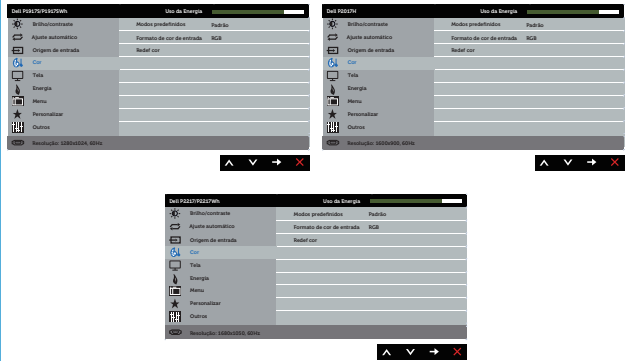 Dell P1917S/P1917SWh Uso da Energia
Brilho/contraste Modos predefinidos Padrão
Ajuste automático Formato de cor de entrada RGB
Origem de entrada Redef cor
Cor
Tela
Energia
Menu
Personalizar
Outros
Resolução: 1280x1024, 60Hz
Dell P2017H Uso da Energia
Brilho/contraste Modos predefinidos Padrão
Ajuste automático Formato de cor de entrada RGB
Origem de entrada Redef cor
Cor
Tela
Energia
Menu
Personalizar
Outros
Resolução: 1600x900, 60Hz
Dell P2217/P2217Wh Uso da Energia
Brilho/contraste Modos predefinidos Padrão
Ajuste automático Formato de cor de entrada RGB
Origem de entrada Redef cor
Cor
Tela
Energia
Menu
Personalizar
Outros
Resolução: 1680x1050, 60Hz